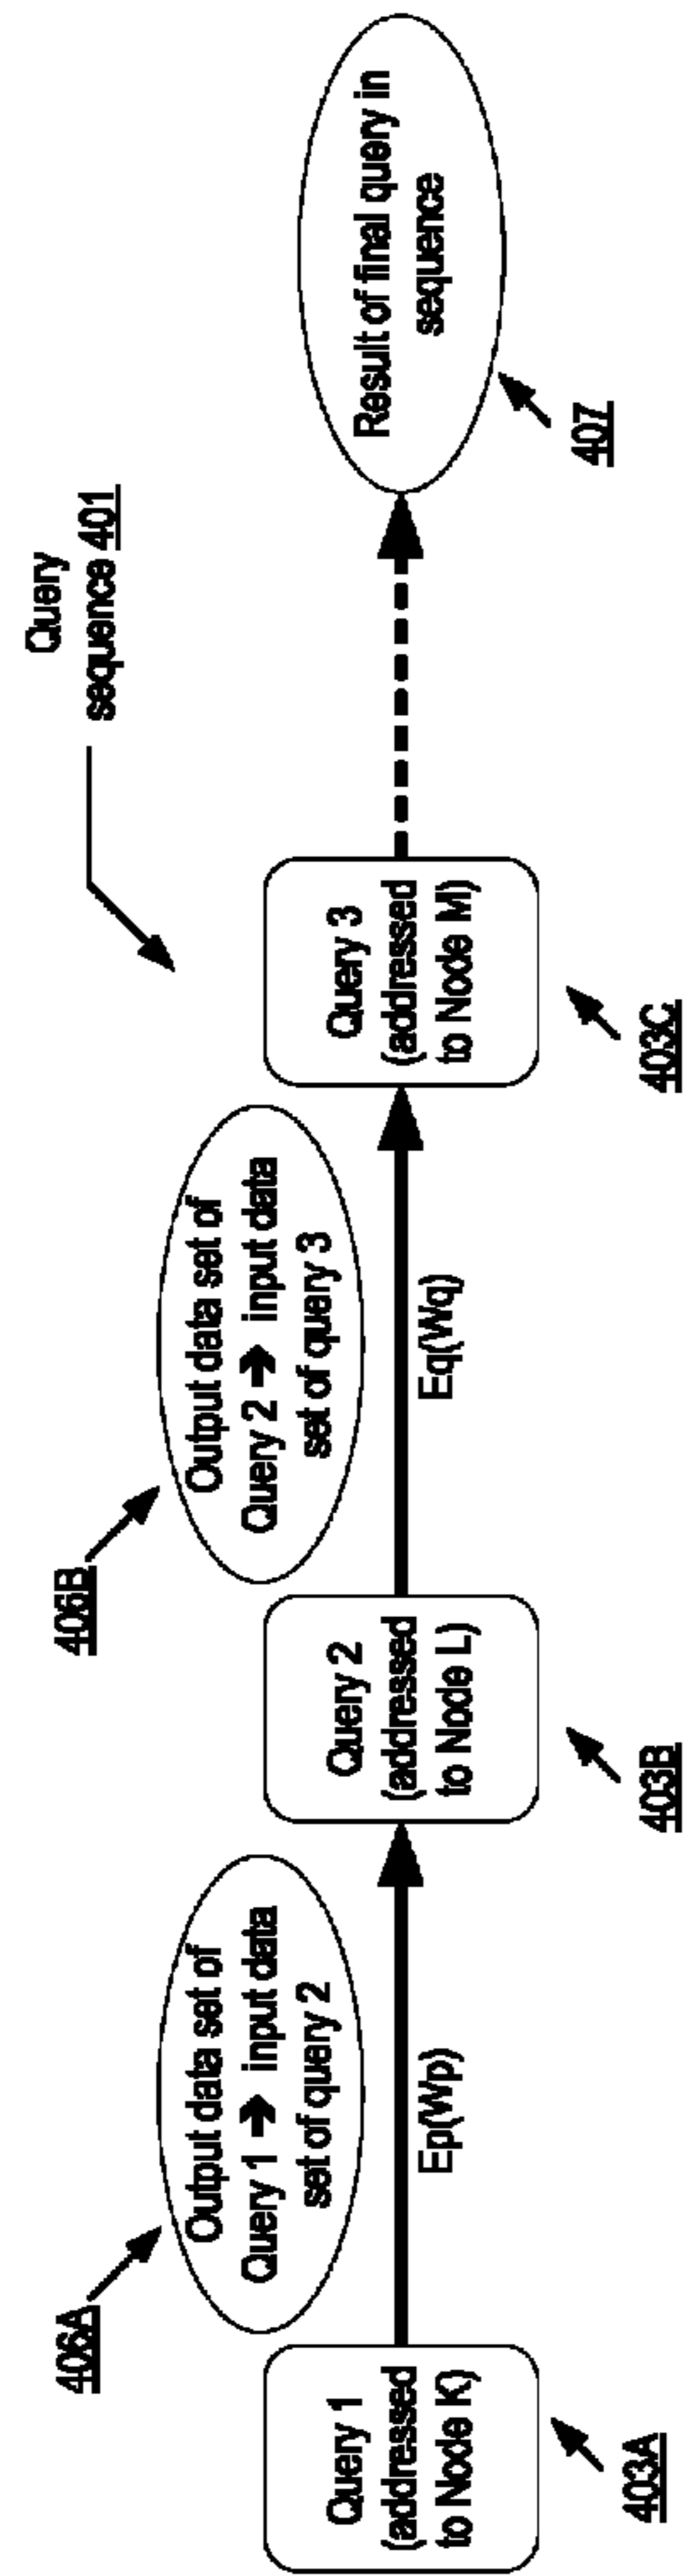 Query
sequence 401
406A
Output data set of
Query 1 ➔ input data
set of query 2
406B
Output data set of
Query 2 ➔ input data
set of query 3
Query 1
(addressed
to Node K)
Ep(Wp)
Query 2
(addressed
to Node L)
Eq(Wq)
Query 3
(addressed
to Node M)
Result of final query in
sequence
403A
403B
403C
407